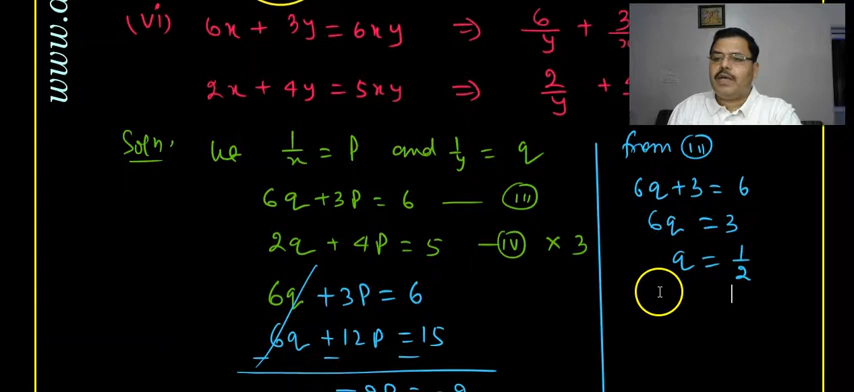 (vi) 6x + 3y = 6xy ⇒ 6/y + 3/
2x + 4y = 5xy ⇒ 2/y +
Soln. let 1/x = P and 1/y = q
6q + 3P = 6 —— (iii)
2q + 4P = 5 — (iv) × 3
6q + 3P = 6
6q + 12P = 15
− − −
−9P = −9
from (iii)
6q + 3 = 6
6q = 3
q = 1/2
www.